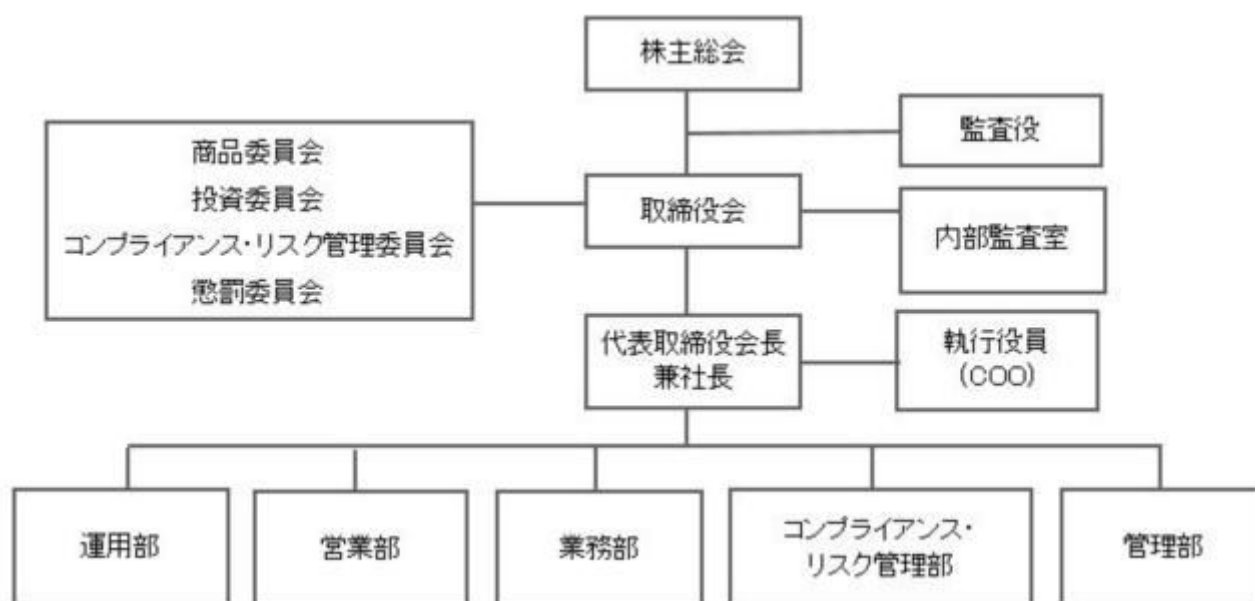 株主総会
監査役
商品委員会
投資委員会
コンプライアンス・リスク管理委員会
懲罰委員会
取締役会
内部監査室
代表取締役会長
兼社長
執行役員
(COO)
運用部
営業部
業務部
コンプライアンス・
リスク管理部
管理部